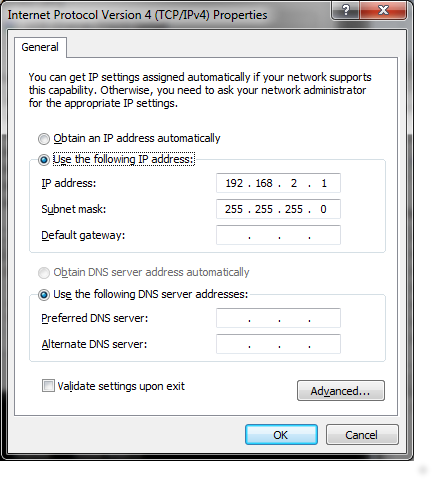 Internet Protocol Version 4 (TCP/IPv4) Properties
General
You can get IP settings assigned automatically if your network supports
this capability. Otherwise, you need to ask your network administrator
for the appropriate IP settings.
Obtain an IP address automatically
Use the following IP address:
IP address: 192 . 168 . 2 . 1
Subnet mask: 255 . 255 . 255 . 0
Default gateway: . . .
Obtain DNS server address automatically
Use the following DNS server addresses:
Preferred DNS server: . . .
Alternate DNS server: . . .
Validate settings upon exit
Advanced...
OK Cancel